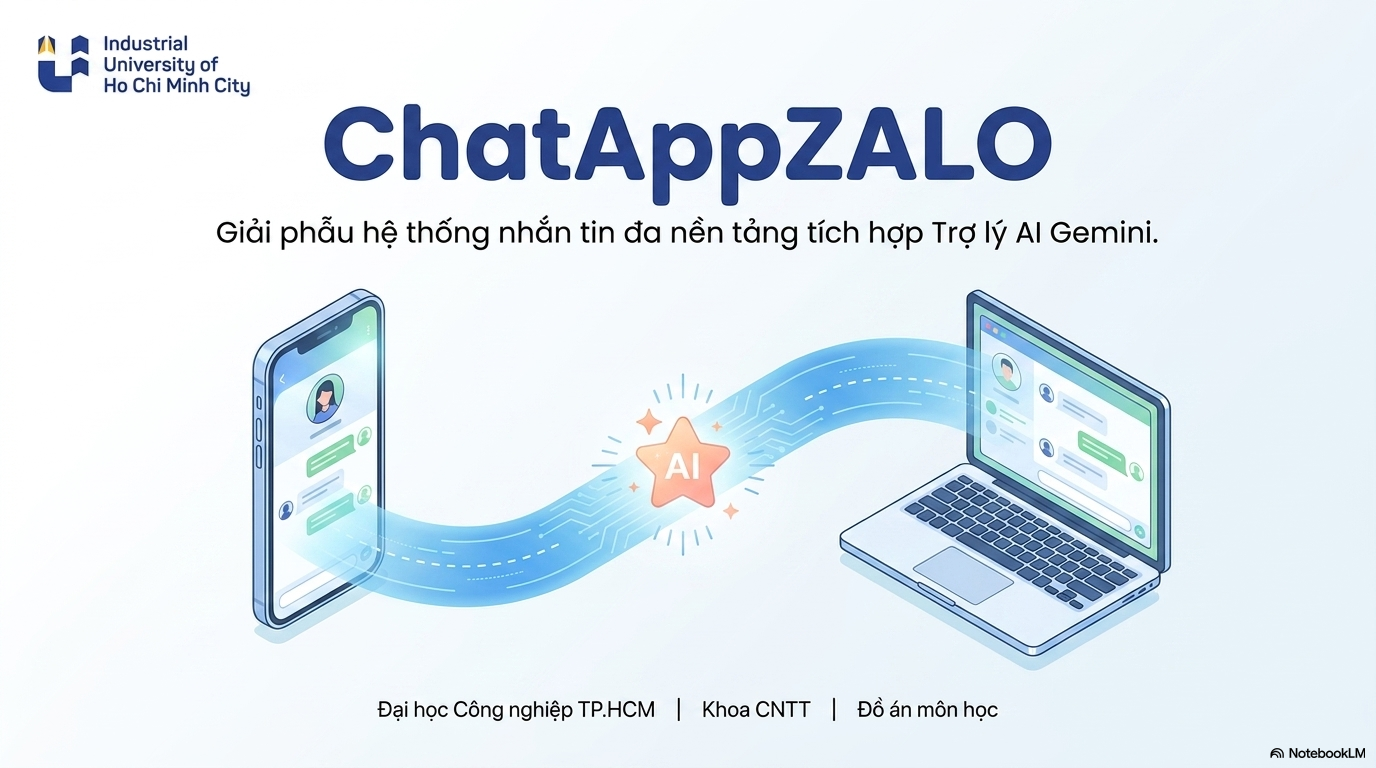 Industrial
University of
Ho Chi Minh City
ChatAppZALO
Giải phẫu hệ thống nhắn tin đa nền tảng tích hợp Trợ lý AI Gemini.
AI
Đại học Công nghiệp TP.HCM | Khoa CNTT | Đồ án môn học
NotebookLM